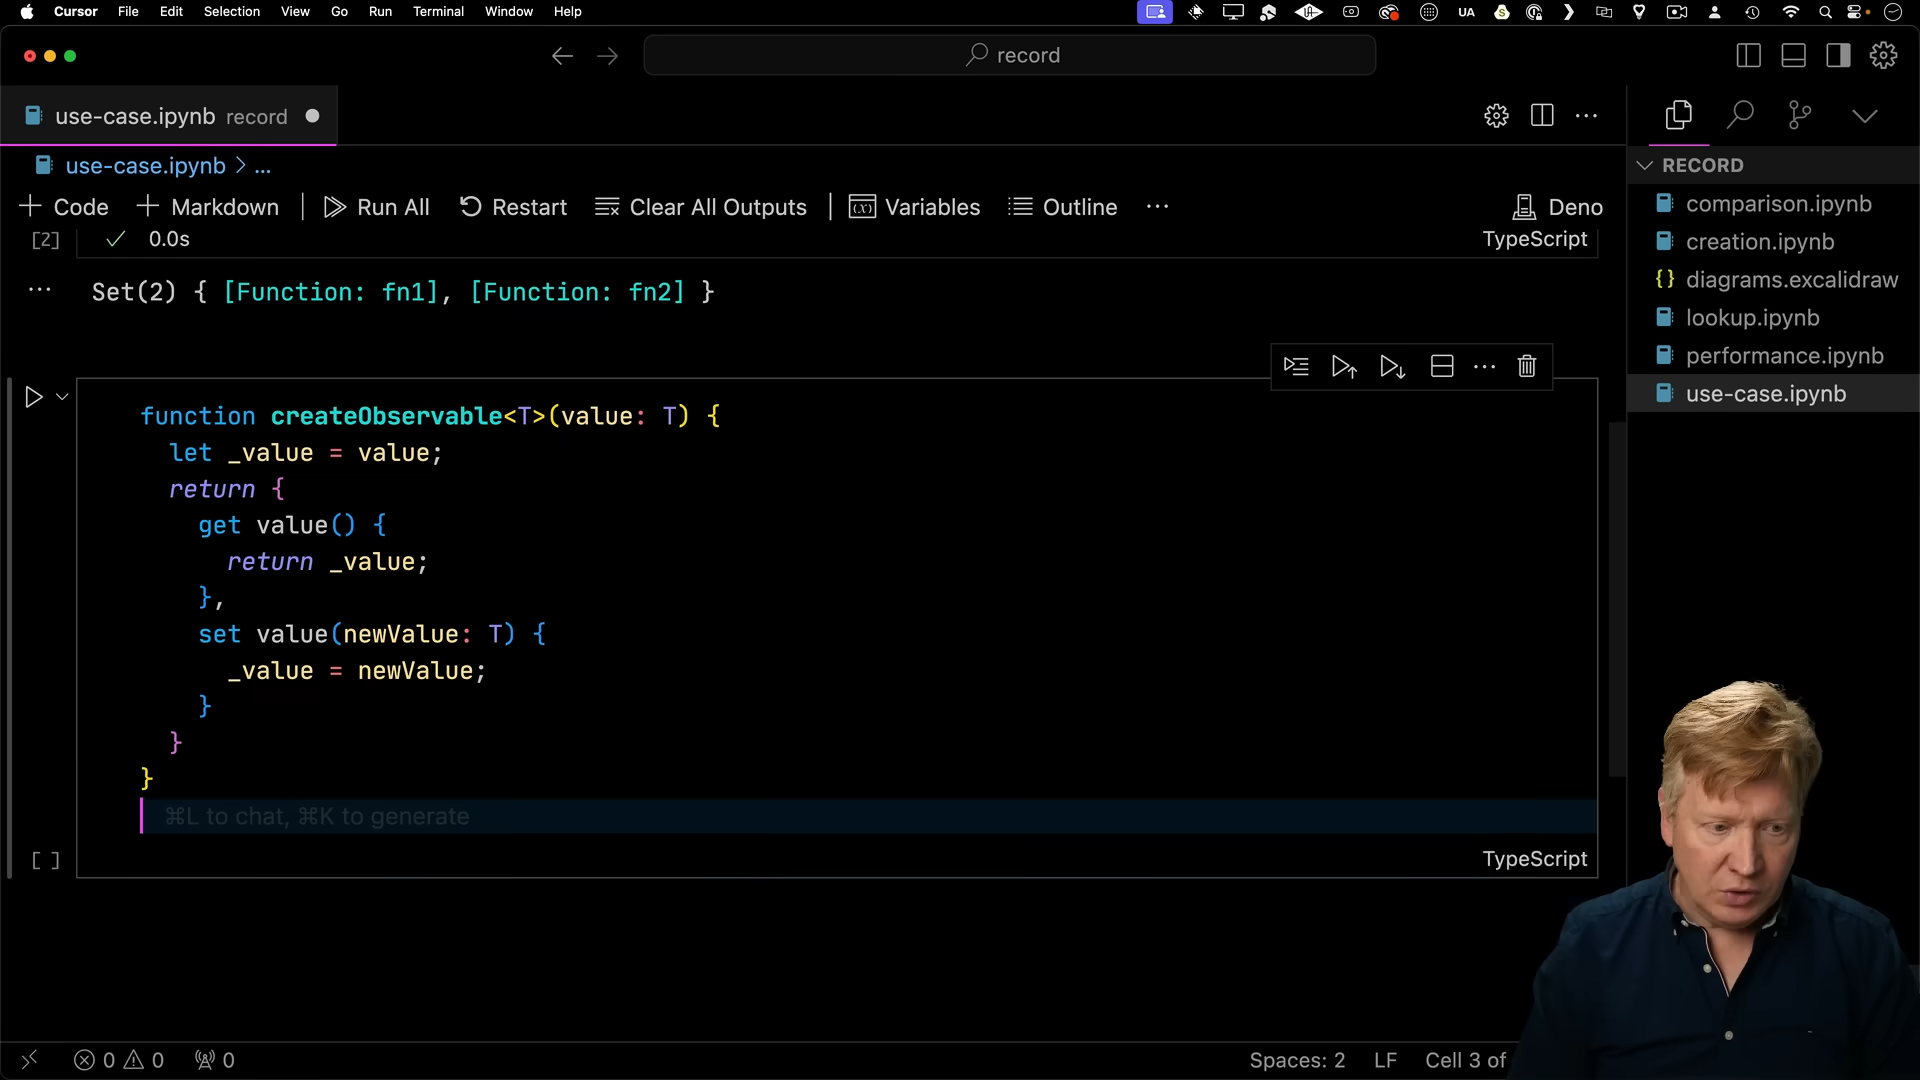 Cursor File Edit Selection View Go Run Terminal Window Help UA
record
use-case.ipynb record
use-case.ipynb > ...
Code Markdown Run All Restart Clear All Outputs Variables Outline ... Deno
[2] 0.0s TypeScript
... Set(2) { [Function: fn1], [Function: fn2] }
function createObservable<T>(value: T) {
let _value = value;
return {
get value() {
return _value;
},
set value(newValue: T) {
_value = newValue;
}
}
}
⌘L to chat, ⌘K to generate
[ ] TypeScript
RECORD
comparison.ipynb
creation.ipynb
diagrams.excalidraw
lookup.ipynb
performance.ipynb
use-case.ipynb
0 0 0 Spaces: 2 LF Cell 3 of